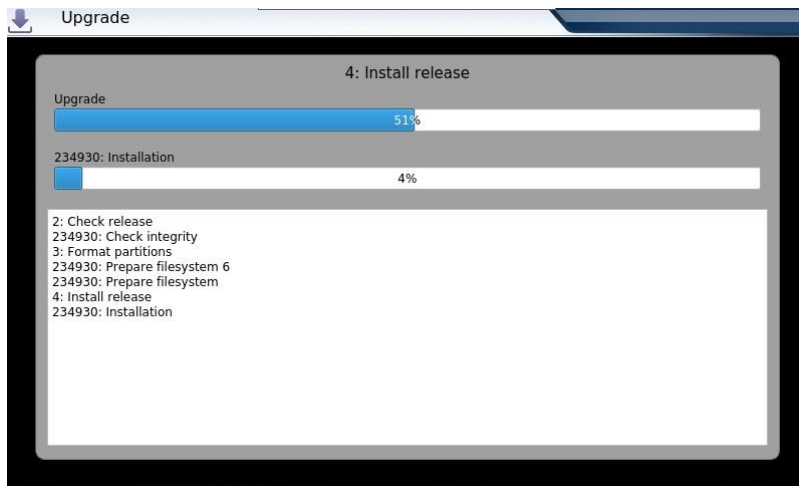 Upgrade
4: Install release
Upgrade
51%
234930: Installation
4%
2: Check release
234930: Check integrity
3: Format partitions
234930: Prepare filesystem 6
234930: Prepare filesystem
4: Install release
234930: Installation